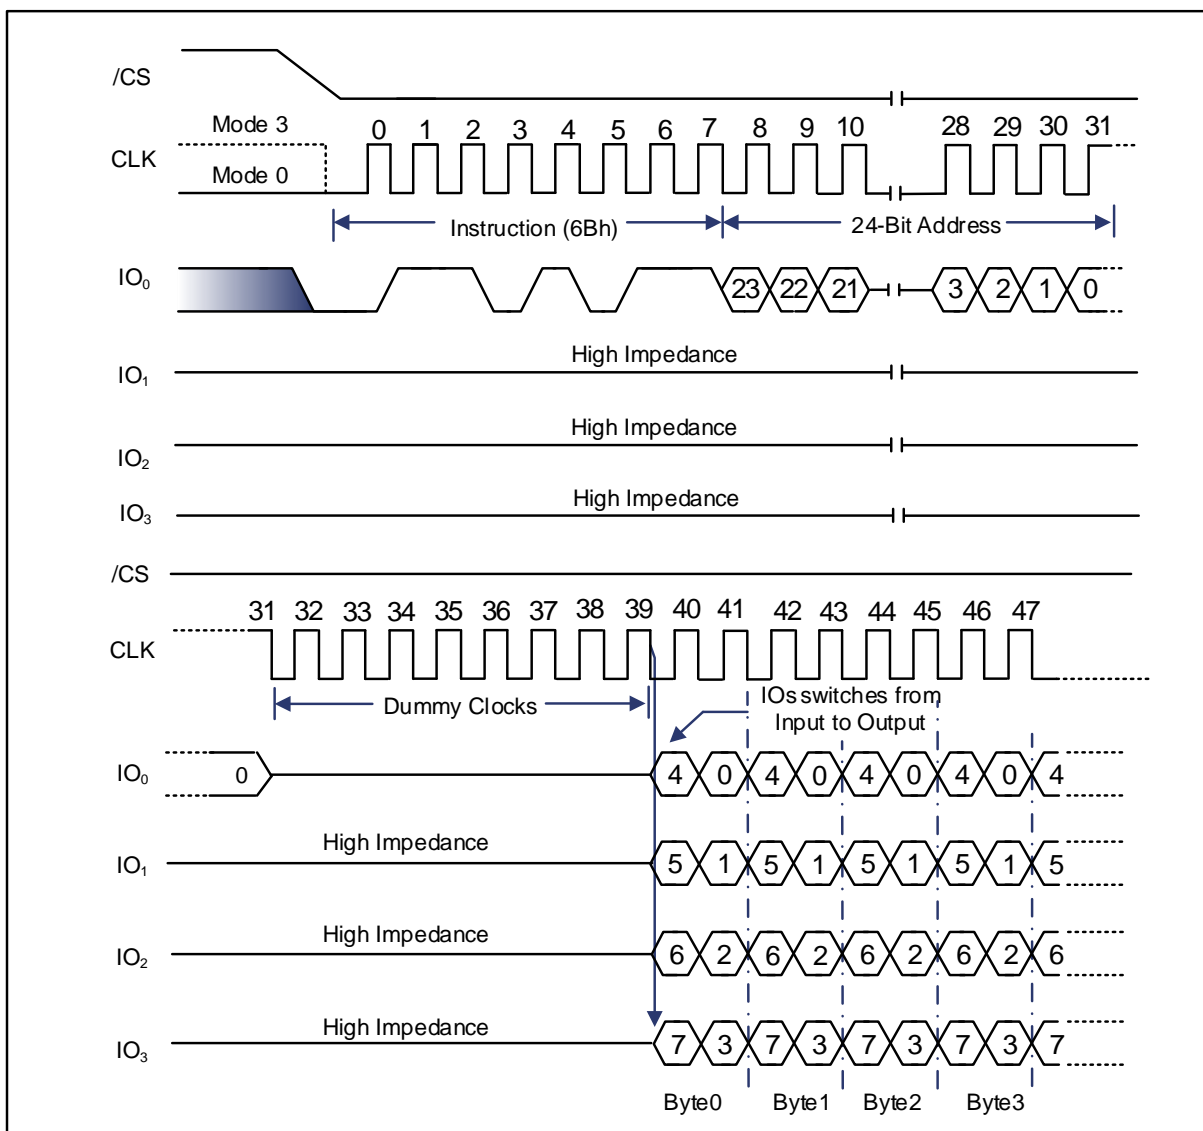 /CS
Mode 3
0 1 2 3 4 5 6 7 8 9 10 28 29 30 31
CLK
Mode 0
Instruction (6Bh)
24-Bit Address
IO0
23 22 21 3 2 1 0
High Impedance
IO1
High Impedance
IO2
High Impedance
IO3
/CS
31 32 33 34 35 36 37 38 39 40 41 42 43 44 45 46 47
CLK
Dummy Clocks
IOs switches from
Input to Output
IO0
0 4 0 4 0 4 0 4 0 4
High Impedance
IO1
5 1 5 1 5 1 5 1 5
High Impedance
IO2
6 2 6 2 6 2 6 2 6
High Impedance
IO3
7 3 7 3 7 3 7 3 7
Byte0 Byte1 Byte2 Byte3